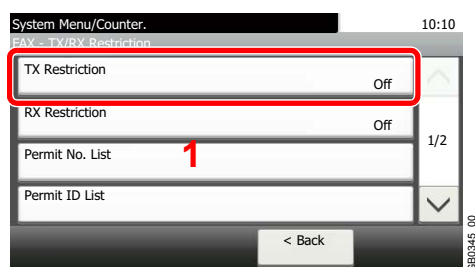 System Menu/Counter. 10:10
FAX - TX/RX Restriction
TX Restriction
Off
RX Restriction
Off
1/2
Permit No. List
1
Permit ID List
< Back
GB0345_00